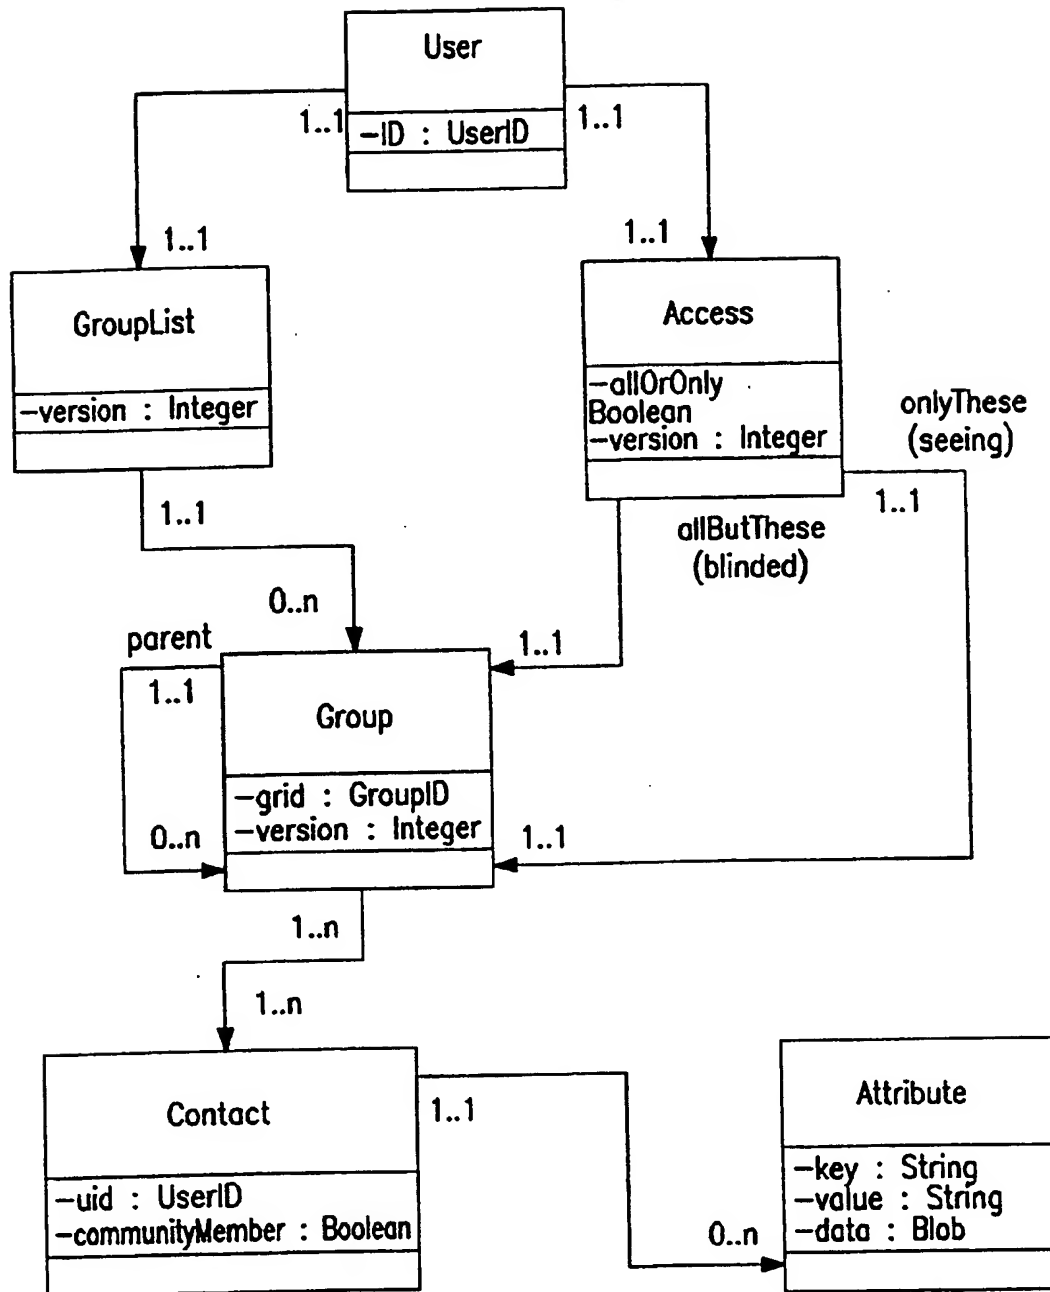 User
1..1
-ID : UserID
1..1
1..1
1..1
GroupList
-version : Integer
Access
-allOrOnly
Boolean
-version : Integer
onlyThese
(seeing)
1..1
1..1
allButThese
(blinded)
0..n
parent
1..1
1..1
Group
-grid : GroupID
-version : Integer
0..n
1..1
1..n
1..n
Contact
-uid : UserID
-communityMember : Boolean
1..1
Attribute
-key : String
-value : String
-data : Blob
0..n